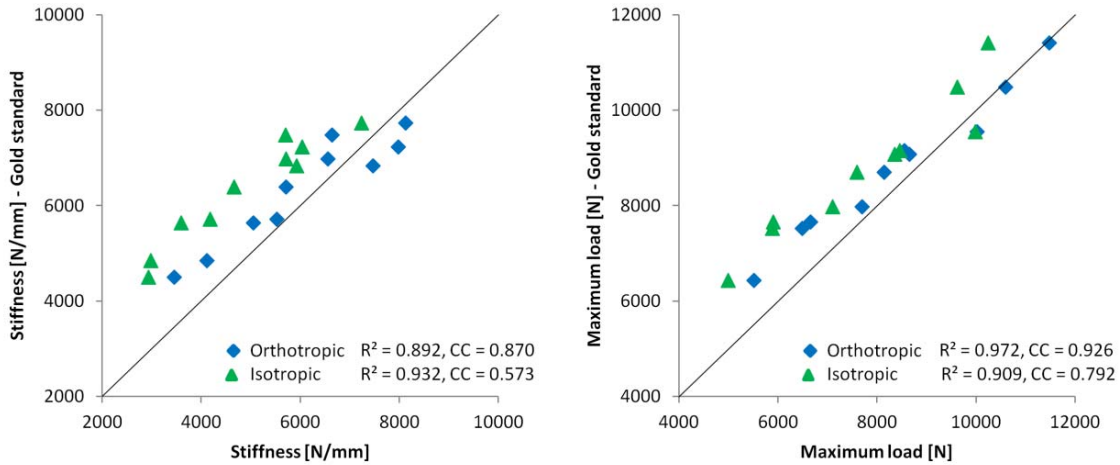 10000
8000
6000
4000
2000
Stiffness [N/mm] - Gold standard
Orthotropic R² = 0.892, CC = 0.870
Isotropic R² = 0.932, CC = 0.573
2000 4000 6000 8000 10000
Stiffness [N/mm]
12000
10000
8000
6000
4000
Maximum load [N] - Gold standard
Orthotropic R² = 0.972, CC = 0.926
Isotropic R² = 0.909, CC = 0.792
4000 6000 8000 10000 12000
Maximum load [N]